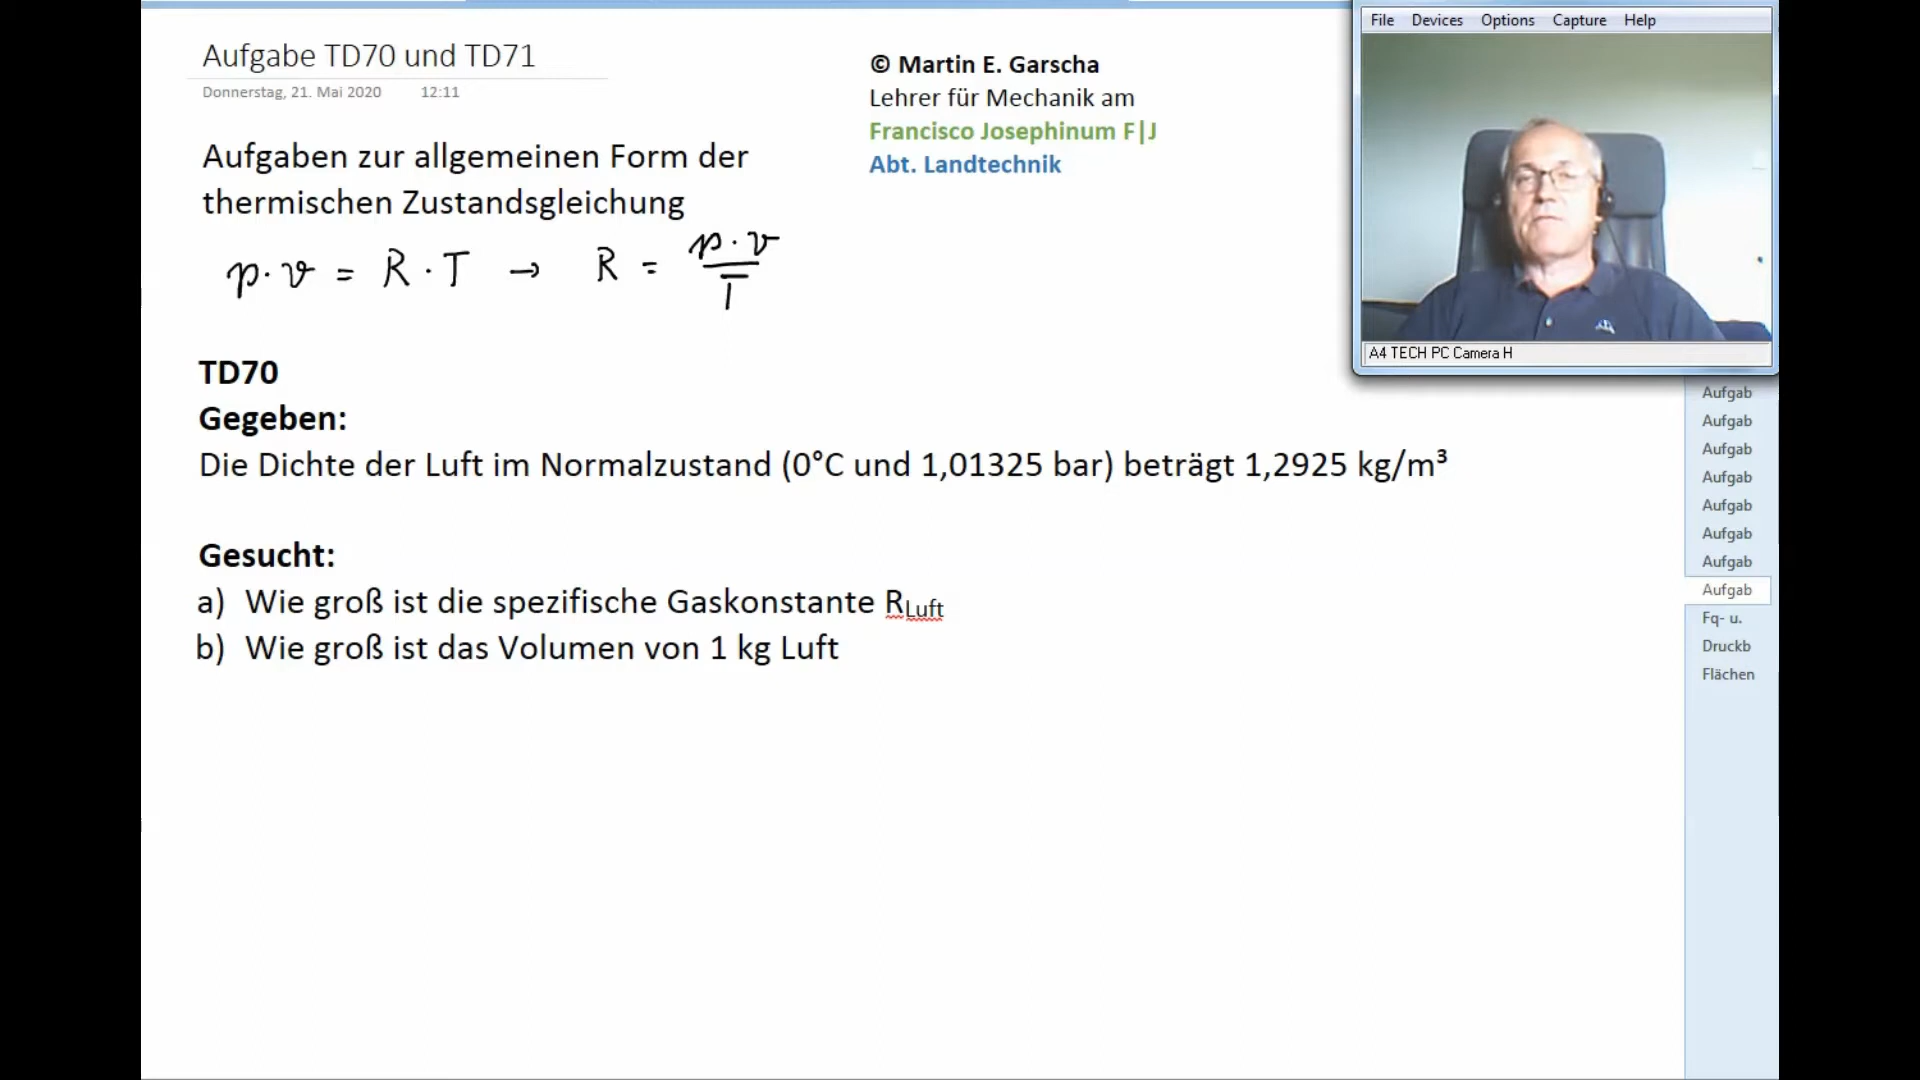 Aufgabe TD70 und TD71
Donnerstag, 21. Mai 2020 12:11
© Martin E. Garscha
Lehrer für Mechanik am
Francisco Josephinum F|J
Abt. Landtechnik
Aufgaben zur allgemeinen Form der
thermischen Zustandsgleichung
p · v = R · T → R = p · v / T
TD70
Gegeben:
Die Dichte der Luft im Normalzustand (0°C und 1,01325 bar) beträgt 1,2925 kg/m³
Gesucht:
a) Wie groß ist die spezifische Gaskonstante RLuft
b) Wie groß ist das Volumen von 1 kg Luft
File Devices Options Capture Help
A4 TECH PC Camera H
Aufgab
Aufgab
Aufgab
Aufgab
Aufgab
Aufgab
Aufgab
Aufgab
Fq- u.
Druckb
Flächen